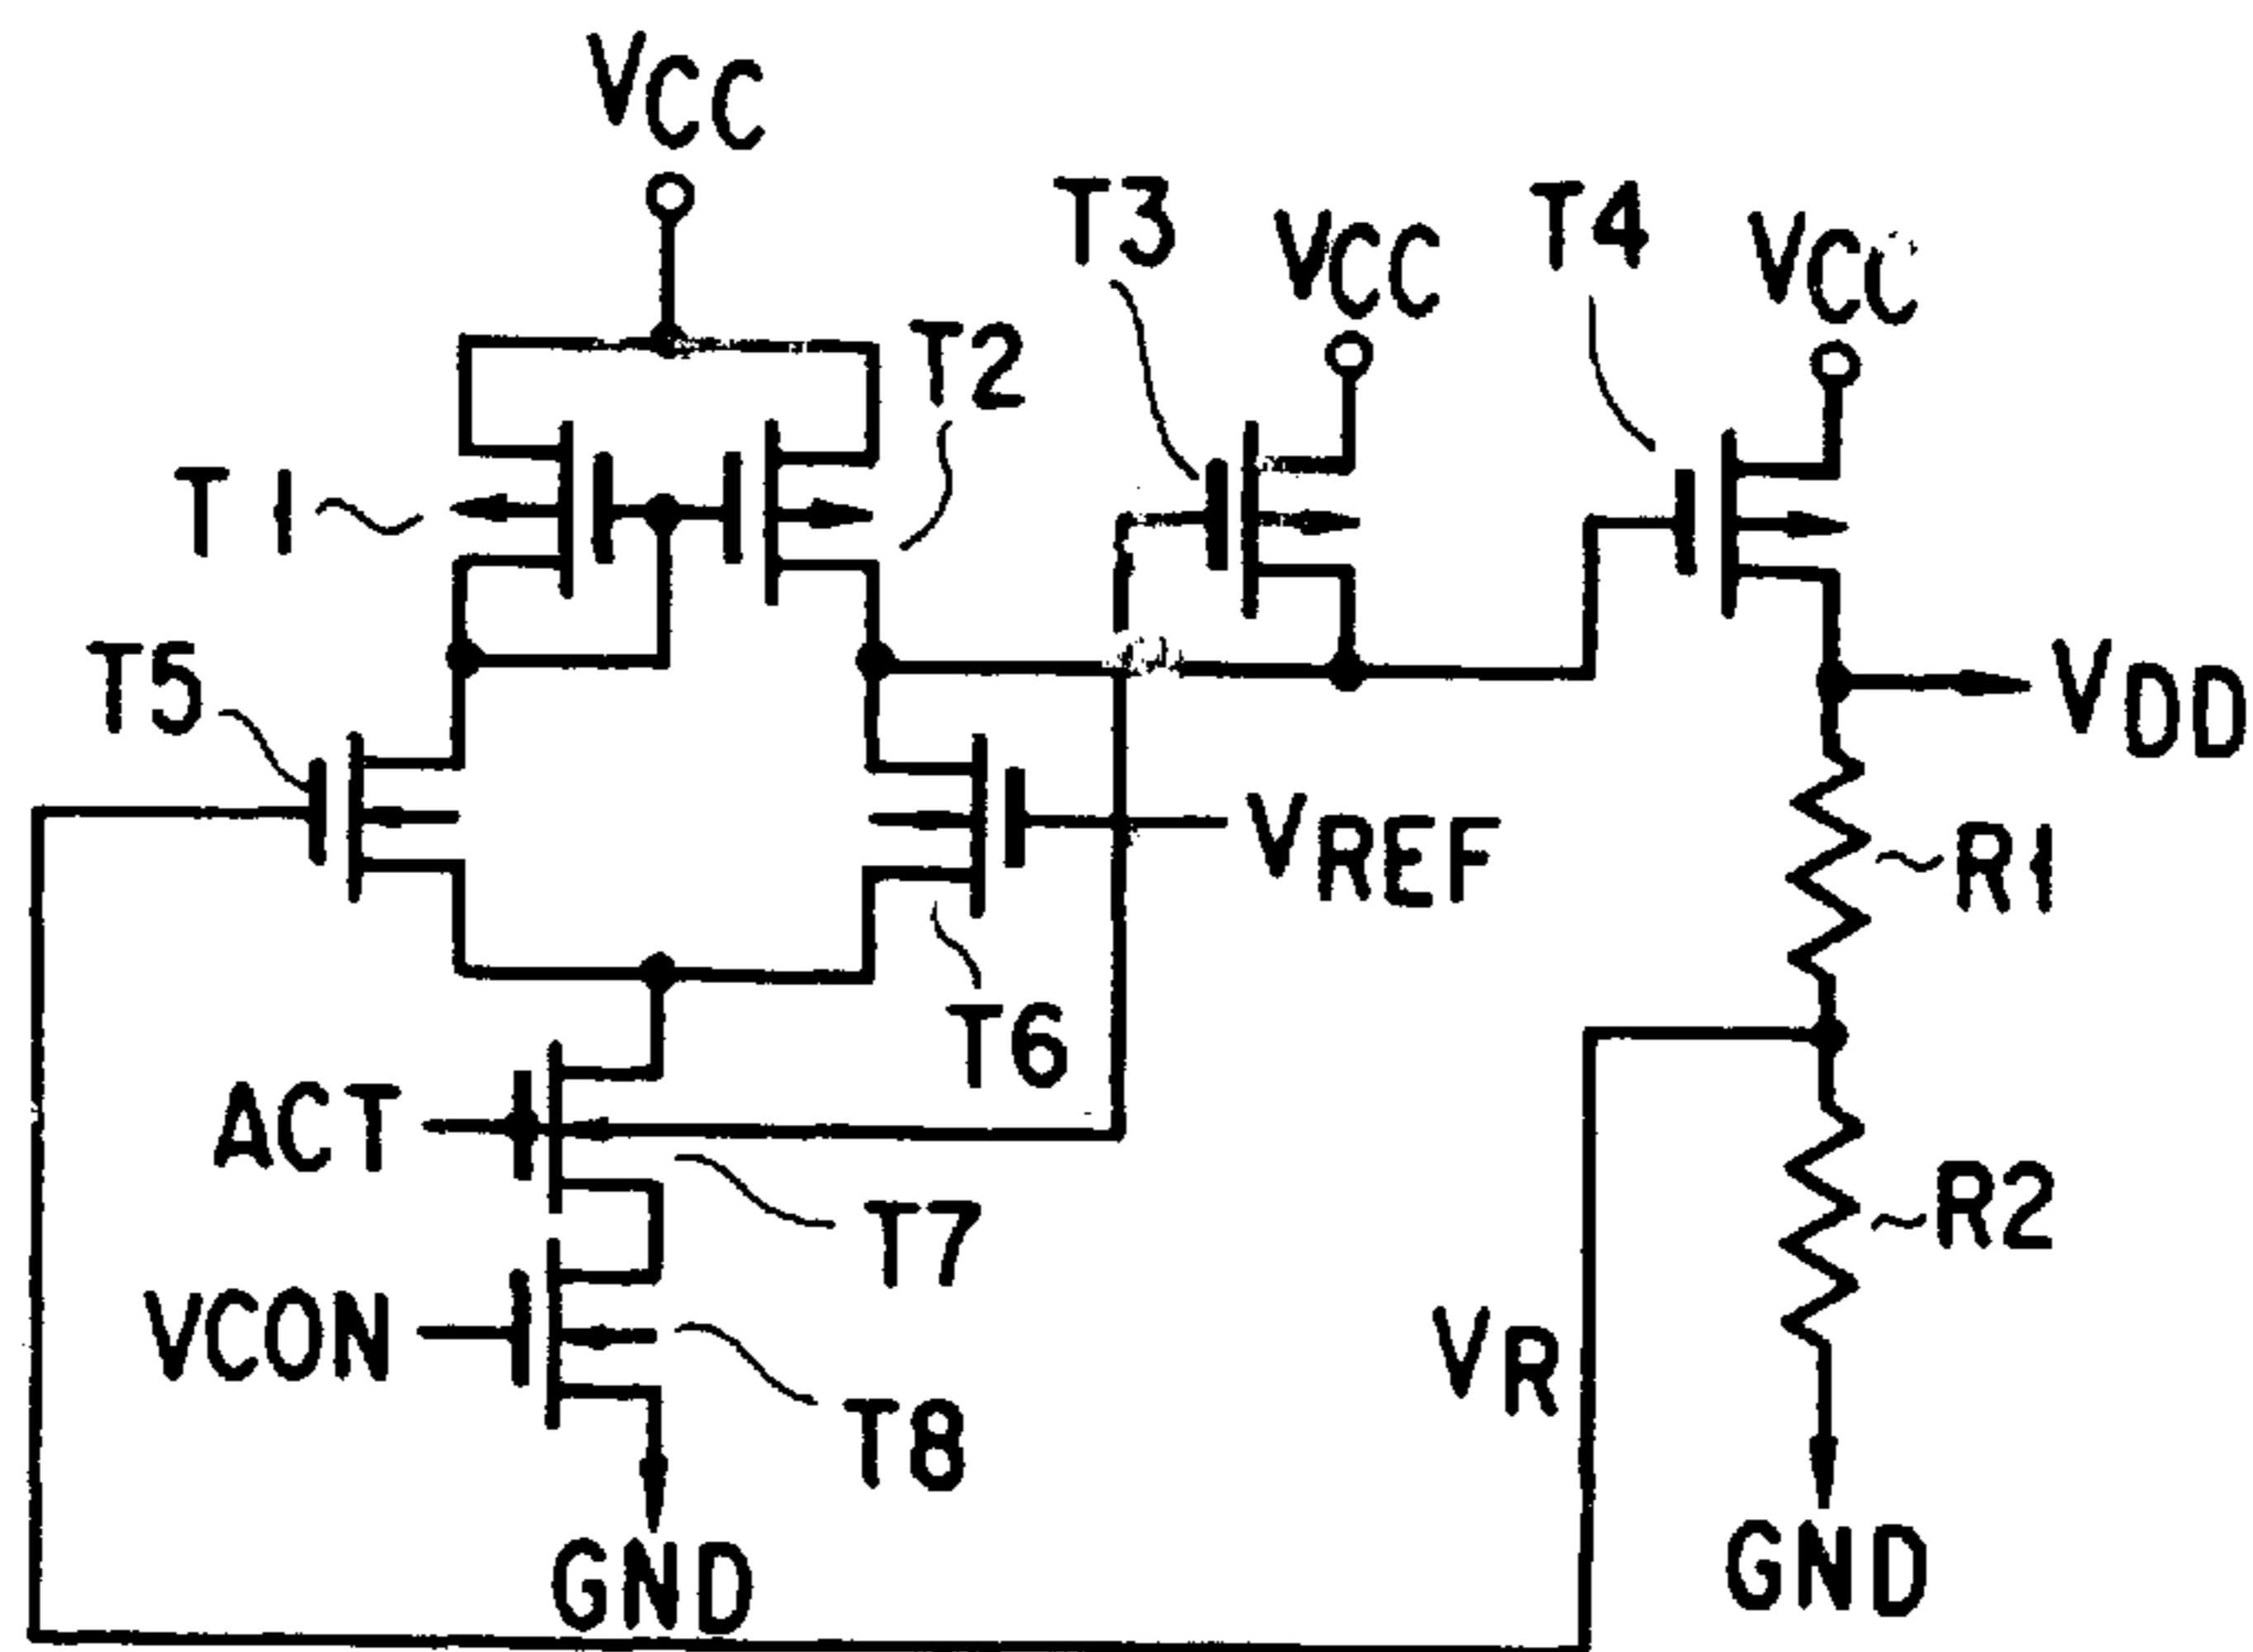 VCC
T3
VCC
T4
VCC
T2
T1
T5
VDD
VREF
R1
T6
ACT
T7
R2
VCON
VR
T8
GND
GND